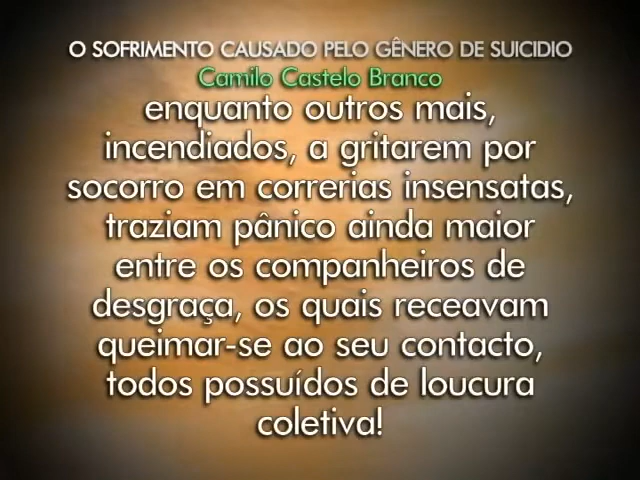 O SOFRIMENTO CAUSADO PELO GÊNERO DE SUICIDIO
Camilo Castelo Branco
enquanto outros mais,
incendiados, a gritarem por
socorro em correrias insensatas,
traziam pânico ainda maior
entre os companheiros de
desgraça, os quais receavam
queimar-se ao seu contacto,
todos possuídos de loucura
coletiva!